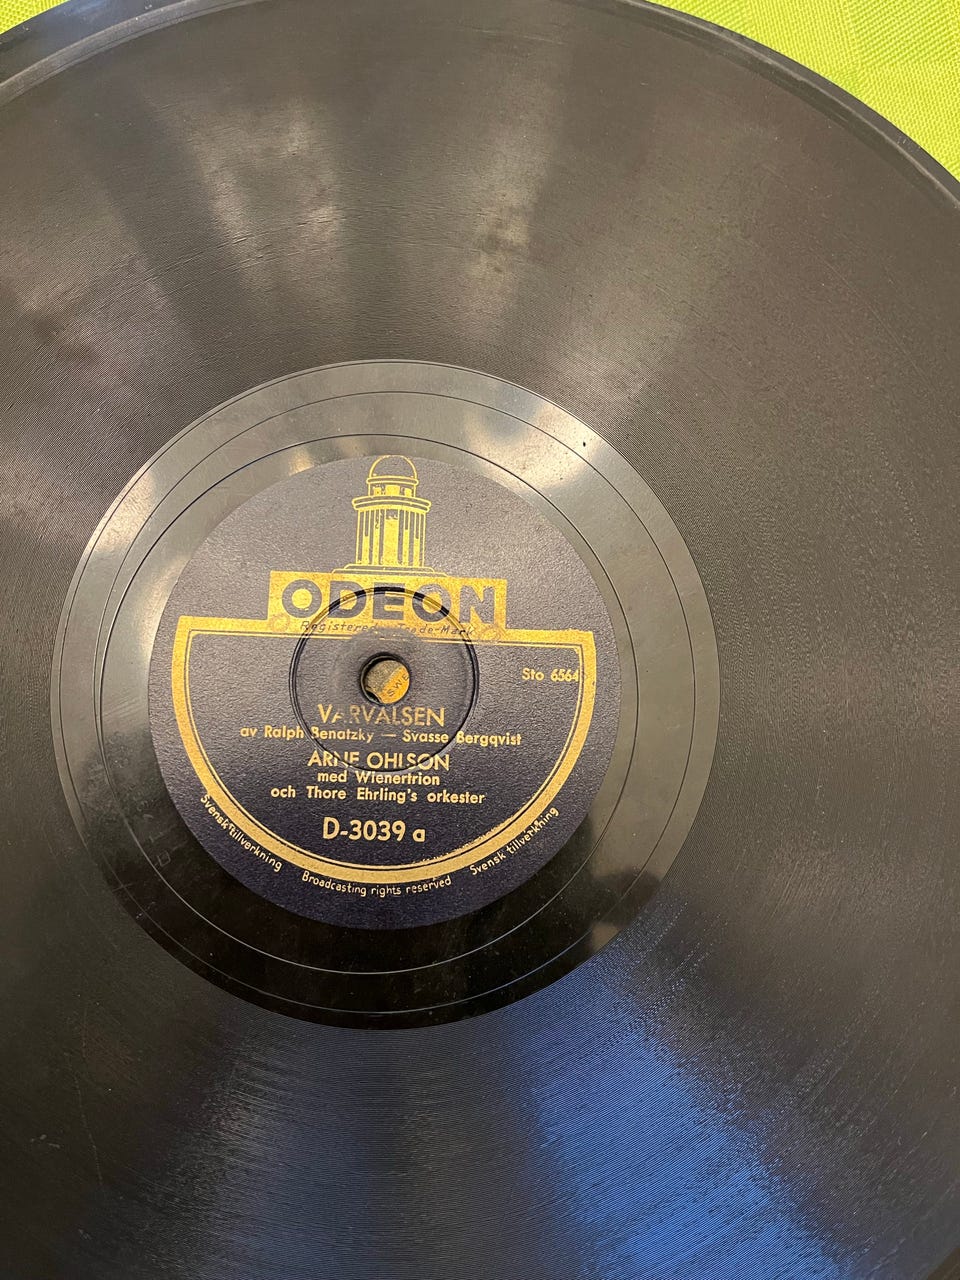 ODEON
Registered Trade-Mark
SWE
Sto 6564
VARVALSEN
av Ralph Benatzky — Svasse Bergqvist
ARNE OHLSON
med Wienertrion
och Thore Ehrling's orkester
D-3039 a
Svensk tillverkning
Broadcasting rights reserved
Svensk tillverkning